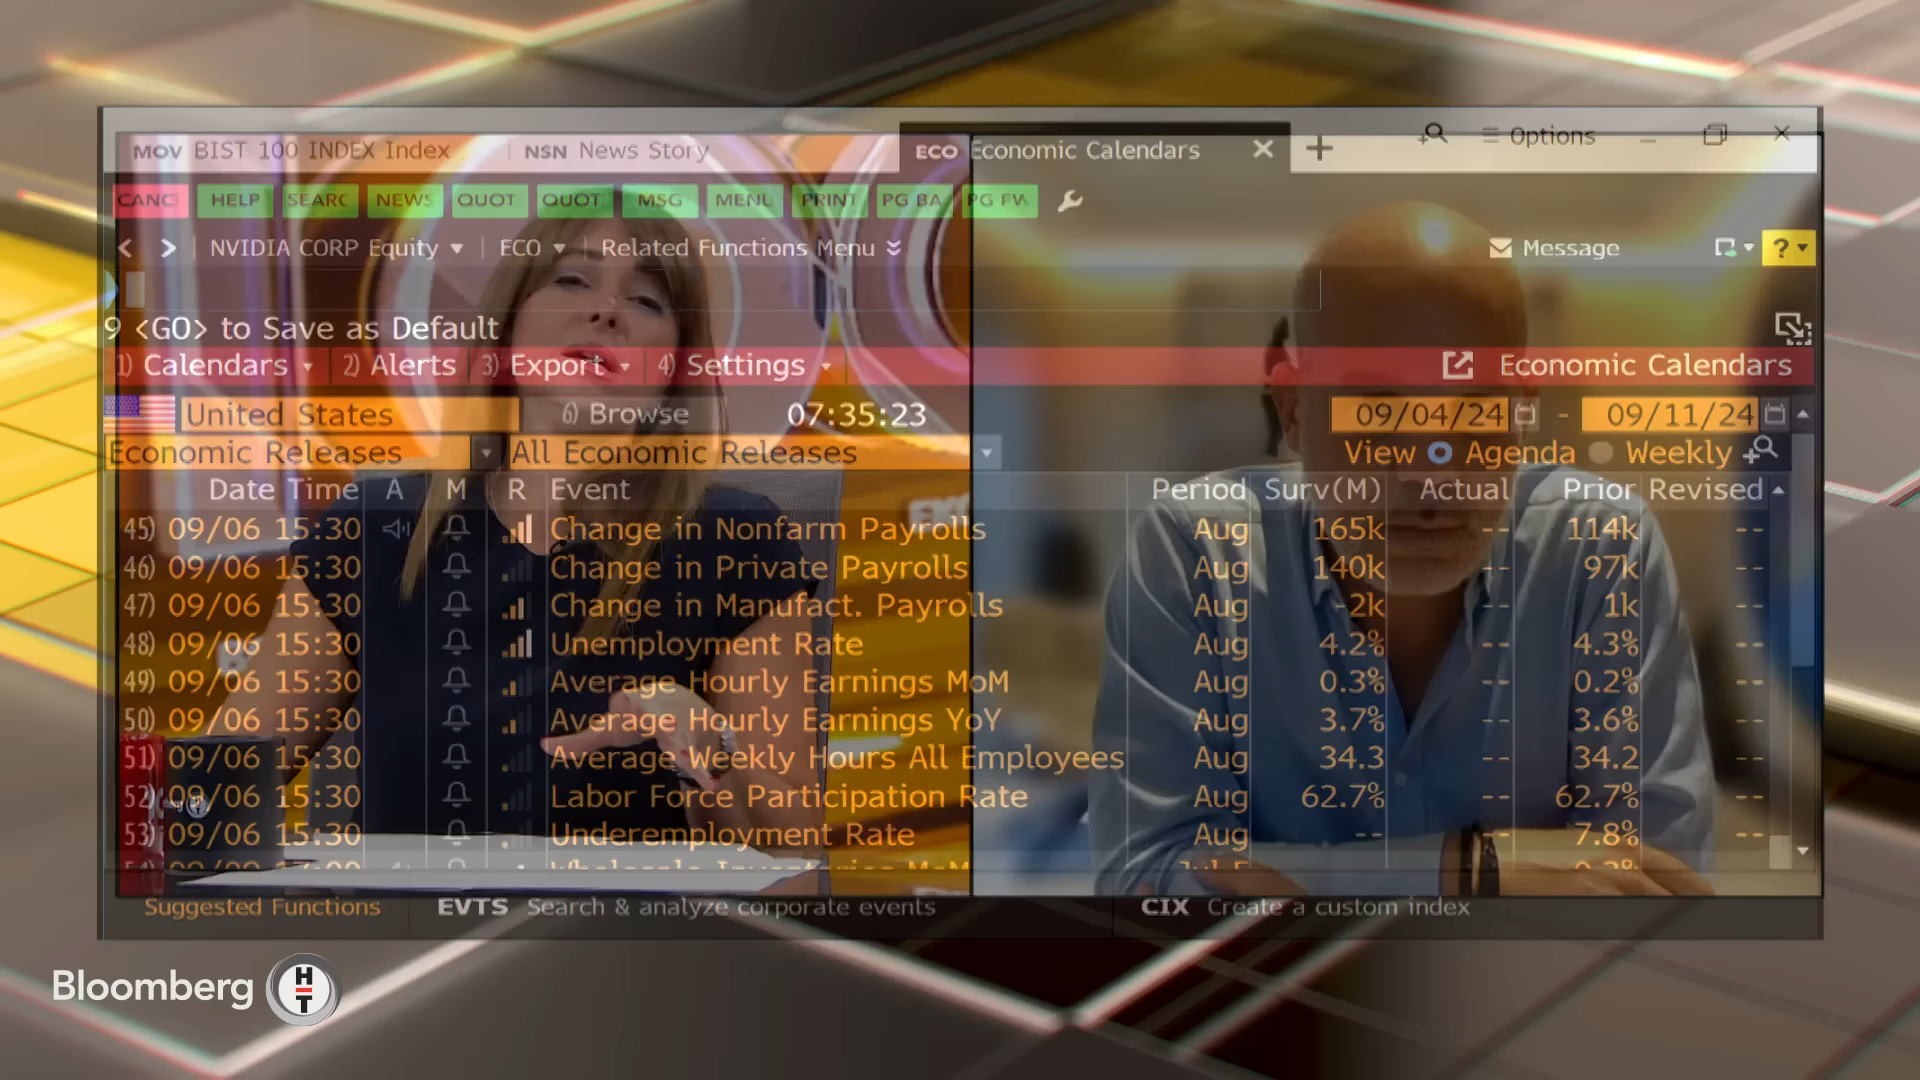 MOV BIST 100 INDEX Index NSN News Story ECO Economic Calendars Options
CANC HELP SEARC NEWS QUOT QUOT MSG MENU PRINT PG BA PG FW
NVIDIA CORP Equity ECO Related Functions Menu Message ?
9 <GO> to Save as Default
1) Calendars 2) Alerts 3) Export 4) Settings Economic Calendars
United States 6) Browse 07:35:23 09/04/24 - 09/11/24
Economic Releases All Economic Releases View Agenda Weekly
Date Time A M R Event Period Surv(M) Actual Prior Revised
45) 09/06 15:30 Change in Nonfarm Payrolls Aug 165k -- 114k --
46) 09/06 15:30 Change in Private Payrolls Aug 140k -- 97k --
47) 09/06 15:30 Change in Manufact. Payrolls Aug -2k -- 1k --
48) 09/06 15:30 Unemployment Rate Aug 4.2% -- 4.3% --
49) 09/06 15:30 Average Hourly Earnings MoM Aug 0.3% -- 0.2% --
50) 09/06 15:30 Average Hourly Earnings YoY Aug 3.7% -- 3.6% --
51) 09/06 15:30 Average Weekly Hours All Employees Aug 34.3 -- 34.2 --
52) 09/06 15:30 Labor Force Participation Rate Aug 62.7% -- 62.7% --
53) 09/06 15:30 Underemployment Rate Aug -- -- 7.8% --
Suggested Functions EVTS Search & analyze corporate events CIX Create a custom index
Bloomberg HT